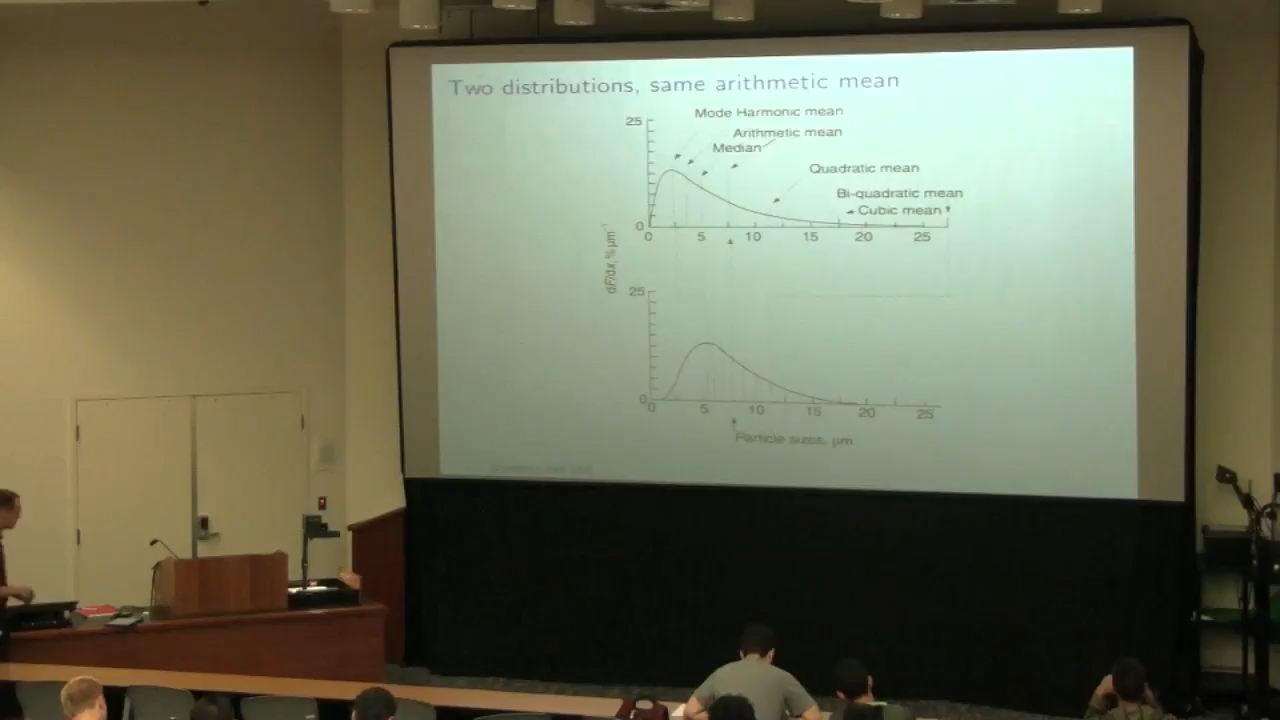 Two distributions, same arithmetic mean
Mode Harmonic mean
25
Arithmetic mean
Median
Quadratic mean
Bi-quadratic mean
Cubic mean
0
0 5 10 15 20 25
dF/dx, % μm⁻¹
25
0
0 5 10 15 20 25
Particle sizes, μm